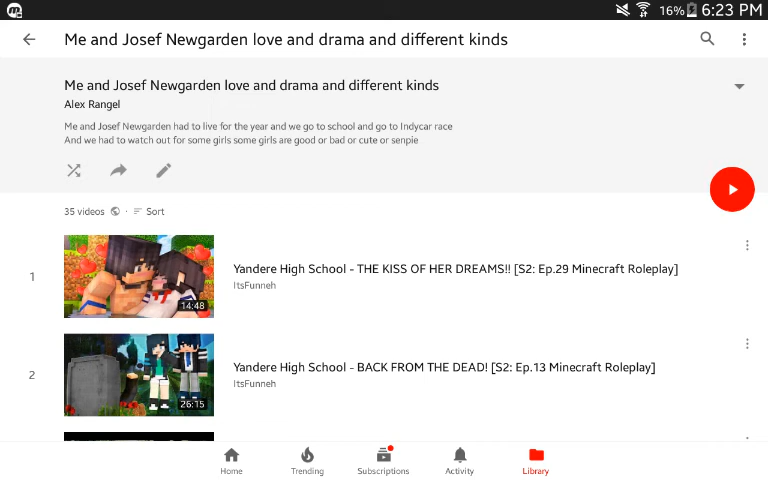 16% 6:23 PM
Me and Josef Newgarden love and drama and different kinds
Me and Josef Newgarden love and drama and different kinds
Alex Rangel
Me and Josef Newgarden had to live for the year and we go to school and go to Indycar race
And we had to watch out for some girls some girls are good or bad or cute or senpie
35 videos · Sort
1
14:48
Yandere High School - THE KISS OF HER DREAMS!! [S2: Ep.29 Minecraft Roleplay]
ItsFunneh
2
26:15
Yandere High School - BACK FROM THE DEAD! [S2: Ep.13 Minecraft Roleplay]
ItsFunneh
Home Trending Subscriptions Activity Library